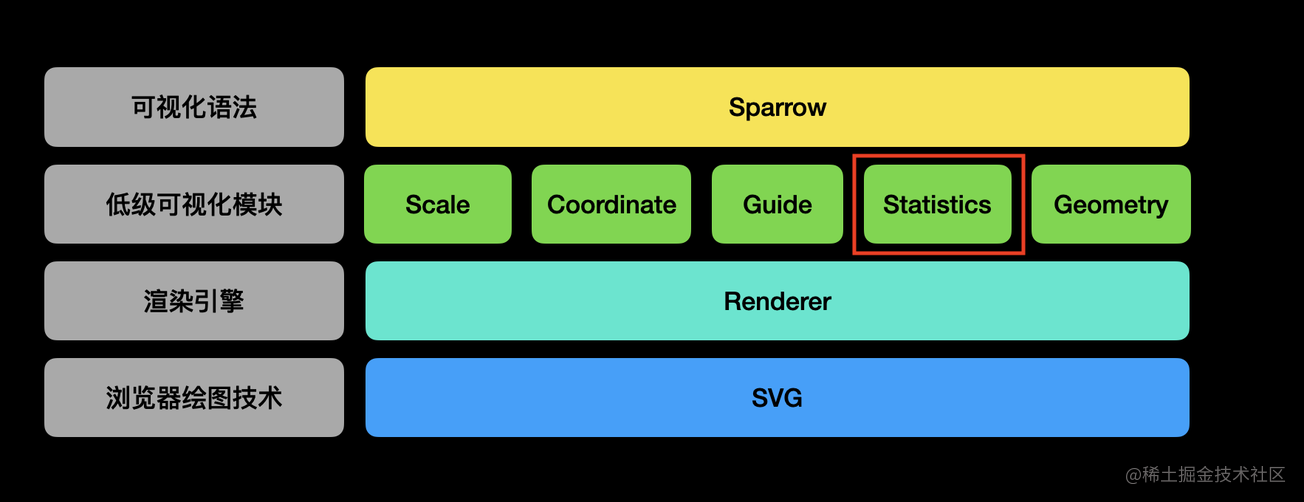 可视化语法
Sparrow
低级可视化模块
Scale
Coordinate
Guide
Statistics
Geometry
渲染引擎
Renderer
浏览器绘图技术
SVG
@稀土掘金技术社区